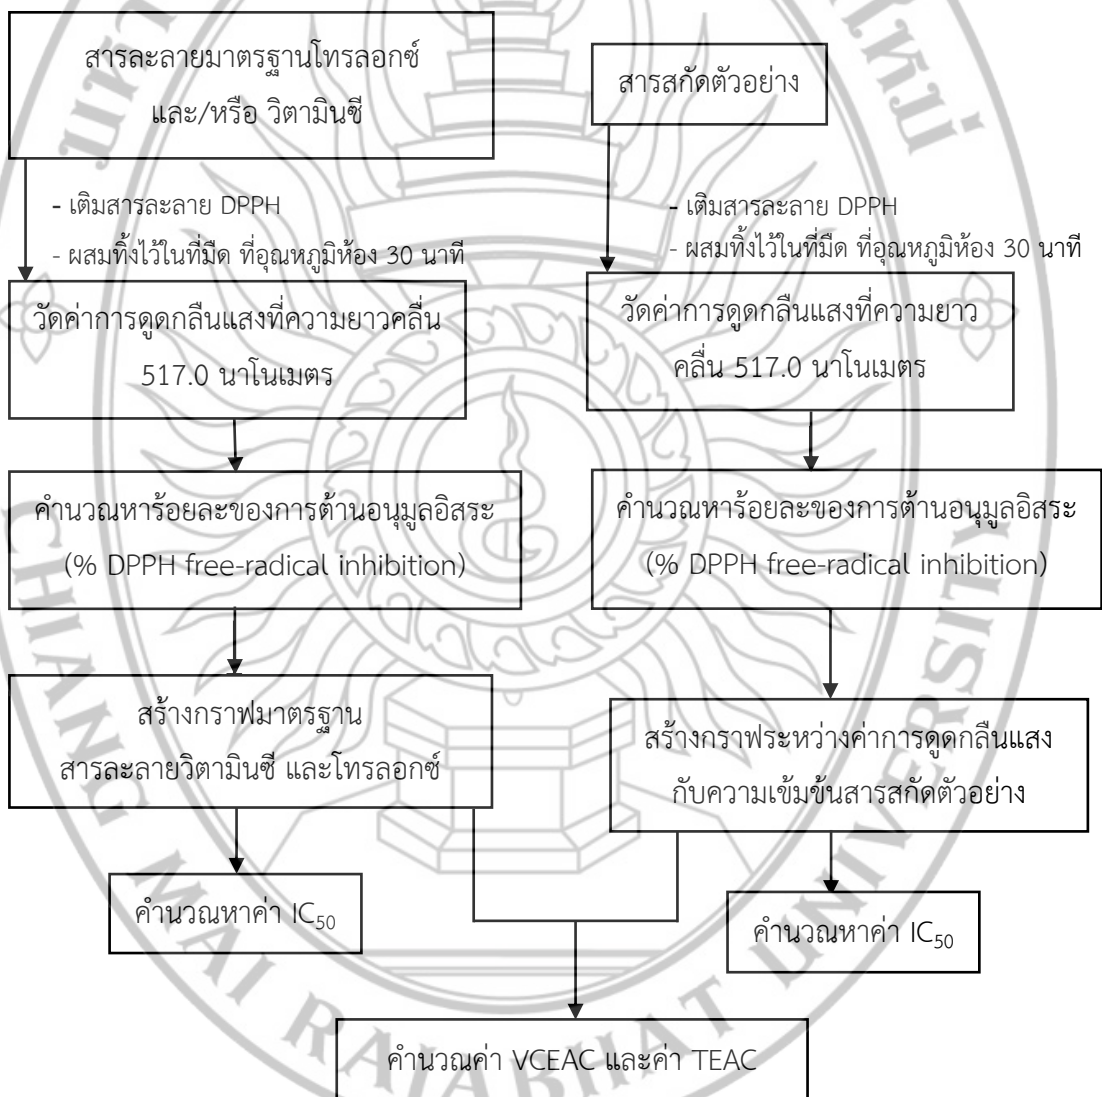 สารละลายมาตรฐานโทรลอกซ์
และ/หรือ วิตามินซี
- เติมสารละลาย DPPH
- ผสมทิ้งไว้ในที่มืด ที่อุณหภูมิห้อง 30 นาที
วัดค่าการดูดกลืนแสงที่ความยาวคลื่น
517.0 นาโนเมตร
คำนวณหาร้อยละของการต้านอนุมูลอิสระ
(% DPPH free-radical inhibition)
สร้างกราฟมาตรฐาน
สารละลายวิตามินซี และโทรลอกซ์
คำนวณหาค่า IC₅₀
สารสกัดตัวอย่าง
- เติมสารละลาย DPPH
- ผสมทิ้งไว้ในที่มืด ที่อุณหภูมิห้อง 30 นาที
วัดค่าการดูดกลืนแสงที่ความยาว
คลื่น 517.0 นาโนเมตร
คำนวณหาร้อยละของการต้านอนุมูลอิสระ
(% DPPH free-radical inhibition)
สร้างกราฟระหว่างค่าการดูดกลืนแสง
กับความเข้มข้นสารสกัดตัวอย่าง
คำนวณหาค่า IC₅₀
คำนวณค่า VCEAC และค่า TEAC
CHIANG MAI RAJABHAT UNIVERSITY